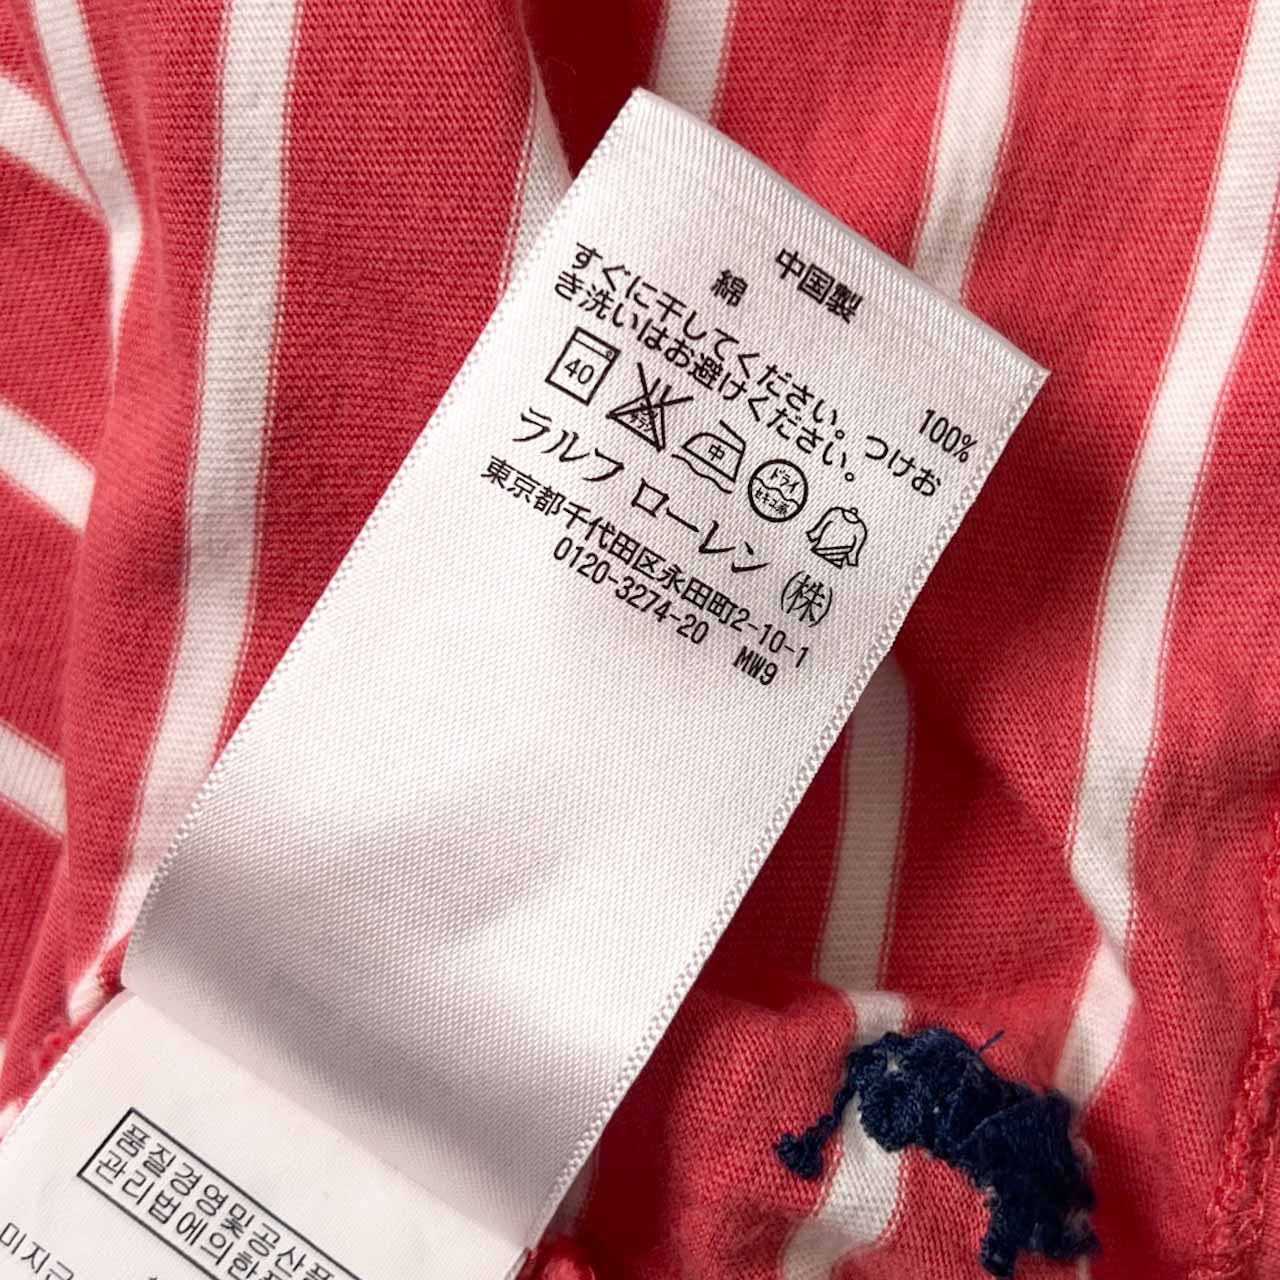 中国製
綿 100%
すぐに干してください。つけお
き洗いはお避けください。
40 中 ドライ セキユ系
ラルフ ローレン (株)
東京都千代田区永田町2-10-1
0120-3274-20 MW9
품질경영및공산품
관리법에의한품
미지근